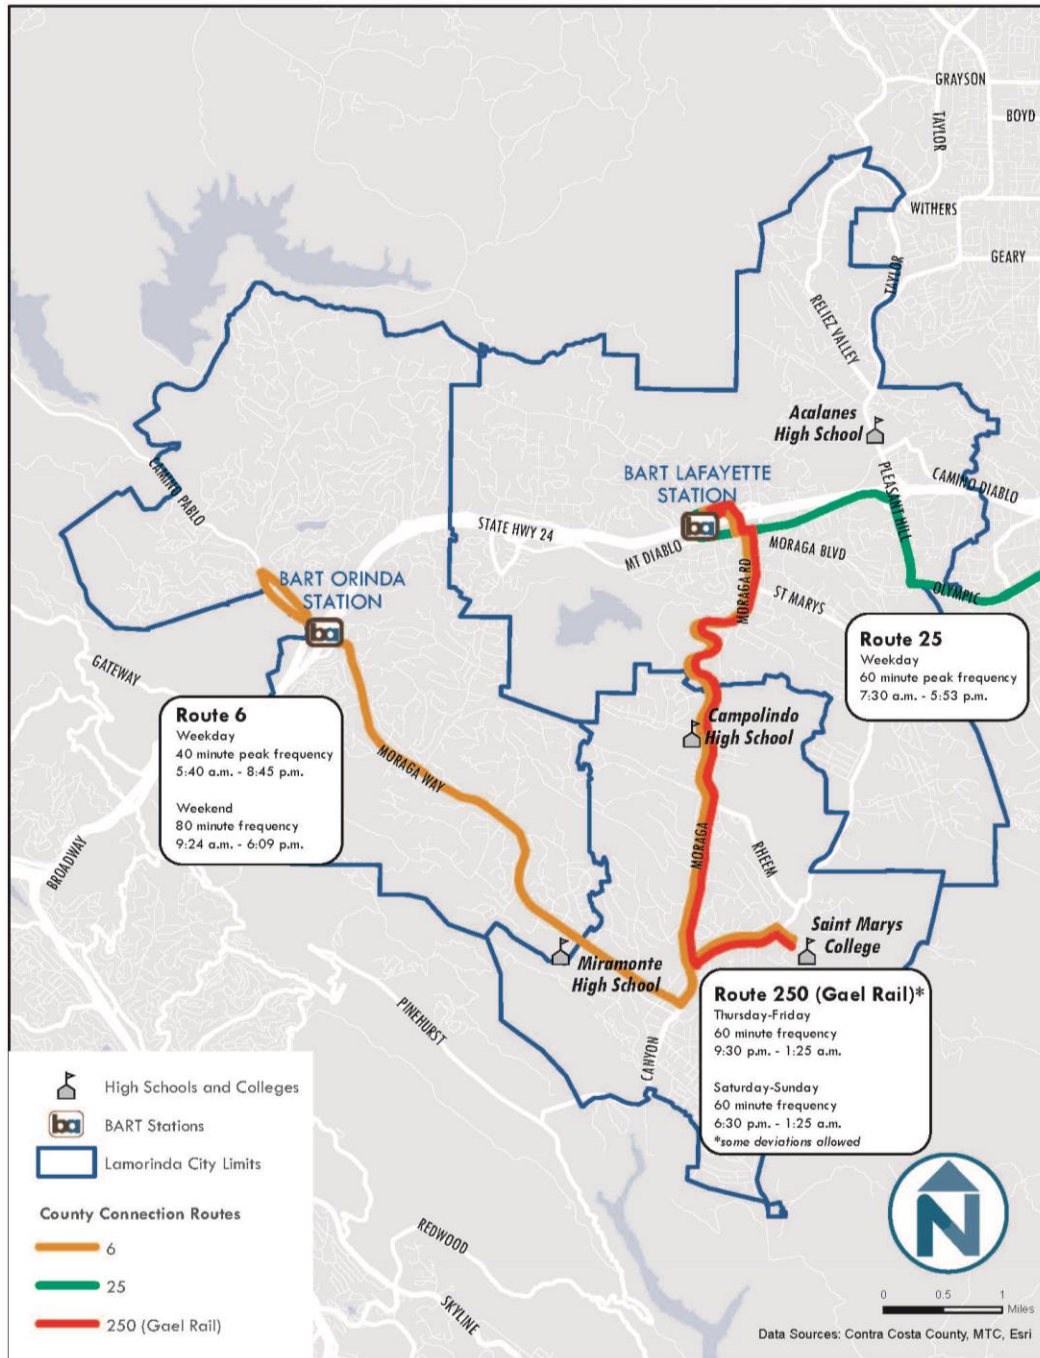 GRAYSON
BOYD
TAYLOR
WITHERS
GEARY
TAYLOR
RELIEZ VALLEY
Acalanes
High School
PLEASANT HILL
CAMINO DIABLO
BART LAFAYETTE
STATION
ba
STATE HWY 24
MT DIABLO
MORAGA BLVD
MORAGA RD
ST MARYS
OLYMPIC
CAMINO PABLO
BART ORINDA
STATION
ba
GATEWAY
Route 25
Weekday
60 minute peak frequency
7:30 a.m. - 5:53 p.m.
Route 6
Weekday
40 minute peak frequency
5:40 a.m. - 8:45 p.m.
Weekend
80 minute frequency
9:24 a.m. - 6:09 p.m.
Campolindo
High School
MORAGA WAY
MORAGA
RHEEM
BROADWAY
Saint Marys
College
Miramonte
High School
Route 250 (Gael Rail)*
Thursday-Friday
60 minute frequency
9:30 p.m. - 1:25 a.m.
Saturday-Sunday
60 minute frequency
6:30 p.m. - 1:25 a.m.
*some deviations allowed
PINEHURST
CANYON
REDWOOD
SKYLINE
High Schools and Colleges
ba
BART Stations
Lamorinda City Limits
County Connection Routes
6
25
250 (Gael Rail)
N
0 0.5 1
Miles
Data Sources: Contra Costa County, MTC, Esri